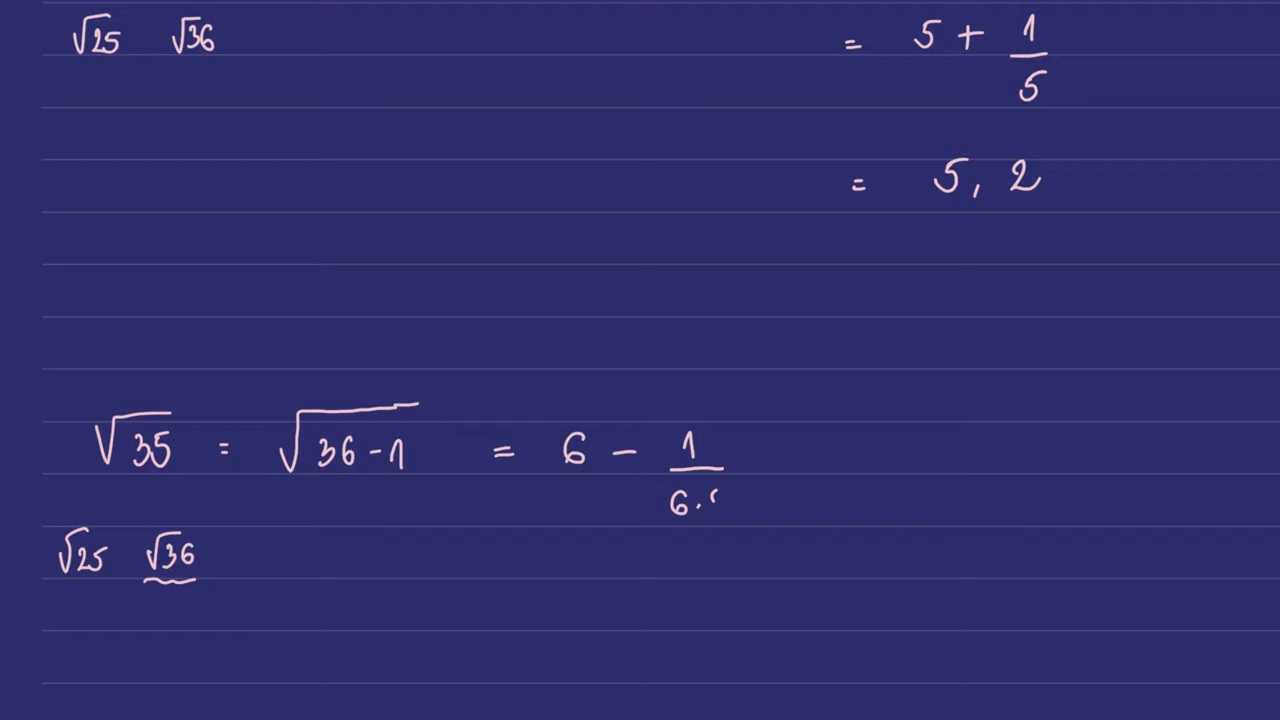 √25 √36
= 5 + 1/5
= 5,2
√35 = √36-1 = 6 - 1/6.
√25 √36